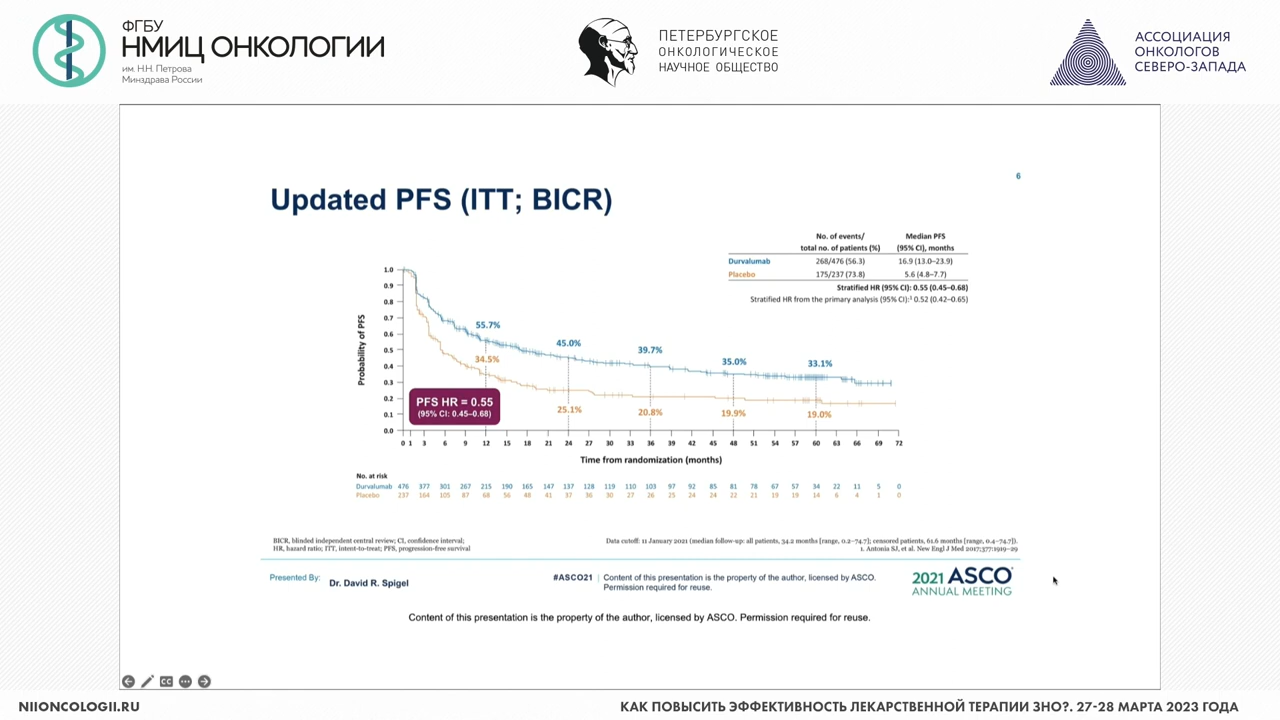 ФГБУ
НМИЦ ОНКОЛОГИИ
им. Н.Н. Петрова
Минздрава России
ПЕТЕРБУРГСКОЕ
ОНКОЛОГИЧЕСКОЕ
НАУЧНОЕ ОБЩЕСТВО
АССОЦИАЦИЯ
ОНКОЛОГОВ
СЕВЕРО-ЗАПАДА
6
Updated PFS (ITT; BICR)
No. of events/ Median PFS
total no. of patients (%) (95% CI), months
Durvalumab 268/476 (56.3) 16.9 (13.0–23.9)
Placebo 175/237 (73.8) 5.6 (4.8–7.7)
Stratified HR (95% CI): 0.55 (0.45–0.68)
Stratified HR from the primary analysis (95% CI):¹ 0.52 (0.42–0.65)
Probability of PFS
1.0
0.9
0.8
0.7
0.6
0.5
0.4
0.3
0.2
0.1
0.0
55.7%
45.0%
39.7%
35.0%
33.1%
34.5%
25.1%
20.8%
19.9%
19.0%
PFS HR = 0.55
(95% CI: 0.45–0.68)
0 1 3 6 9 12 15 18 21 24 27 30 33 36 39 42 45 48 51 54 57 60 63 66 69 72
Time from randomization (months)
No. at risk
Durvalumab 476 377 301 267 215 190 165 147 137 128 119 110 103 97 92 85 81 78 67 57 34 22 11 5 0
Placebo 237 164 105 87 68 56 48 41 37 36 30 27 26 25 24 24 22 21 19 19 14 6 4 1 0
BICR, blinded independent central review; CI, confidence interval;
HR, hazard ratio; ITT, intent-to-treat; PFS, progression-free survival
Data cutoff: 11 January 2021 (median follow-up: all patients, 34.2 months [range, 0.2–74.7]; censored patients, 61.6 months [range, 0.4–74.7]).
1. Antonia SJ, et al. New Engl J Med 2017;377:1919–29
Presented By: Dr. David R. Spigel
#ASCO21 | Content of this presentation is the property of the author, licensed by ASCO.
Permission required for reuse.
2021 ASCO®
ANNUAL MEETING
Content of this presentation is the property of the author, licensed by ASCO. Permission required for reuse.
CC
NIIONCOLOGII.RU
КАК ПОВЫСИТЬ ЭФФЕКТИВНОСТЬ ЛЕКАРСТВЕННОЙ ТЕРАПИИ ЗНО?. 27-28 МАРТА 2023 ГОДА